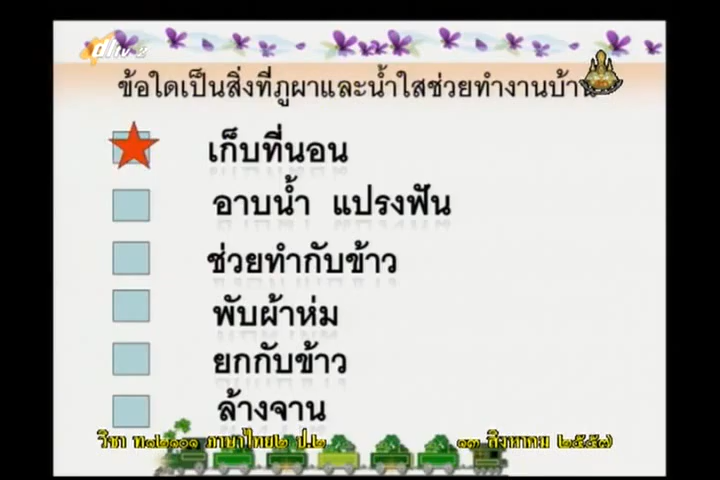 dltv 2
ข้อใดเป็นสิ่งที่ภูผาและน้ำใสช่วยทำงานบ้าน
เก็บที่นอน
อาบน้ำ แปรงฟัน
ช่วยทำกับข้าว
พับผ้าห่ม
ยกกับข้าว
ล้างจาน
วิชา ท๑๒๑๐๑ ภาษาไทย๒ ป.๒ ๑๓ สิงหาคม ๒๕๕๓)